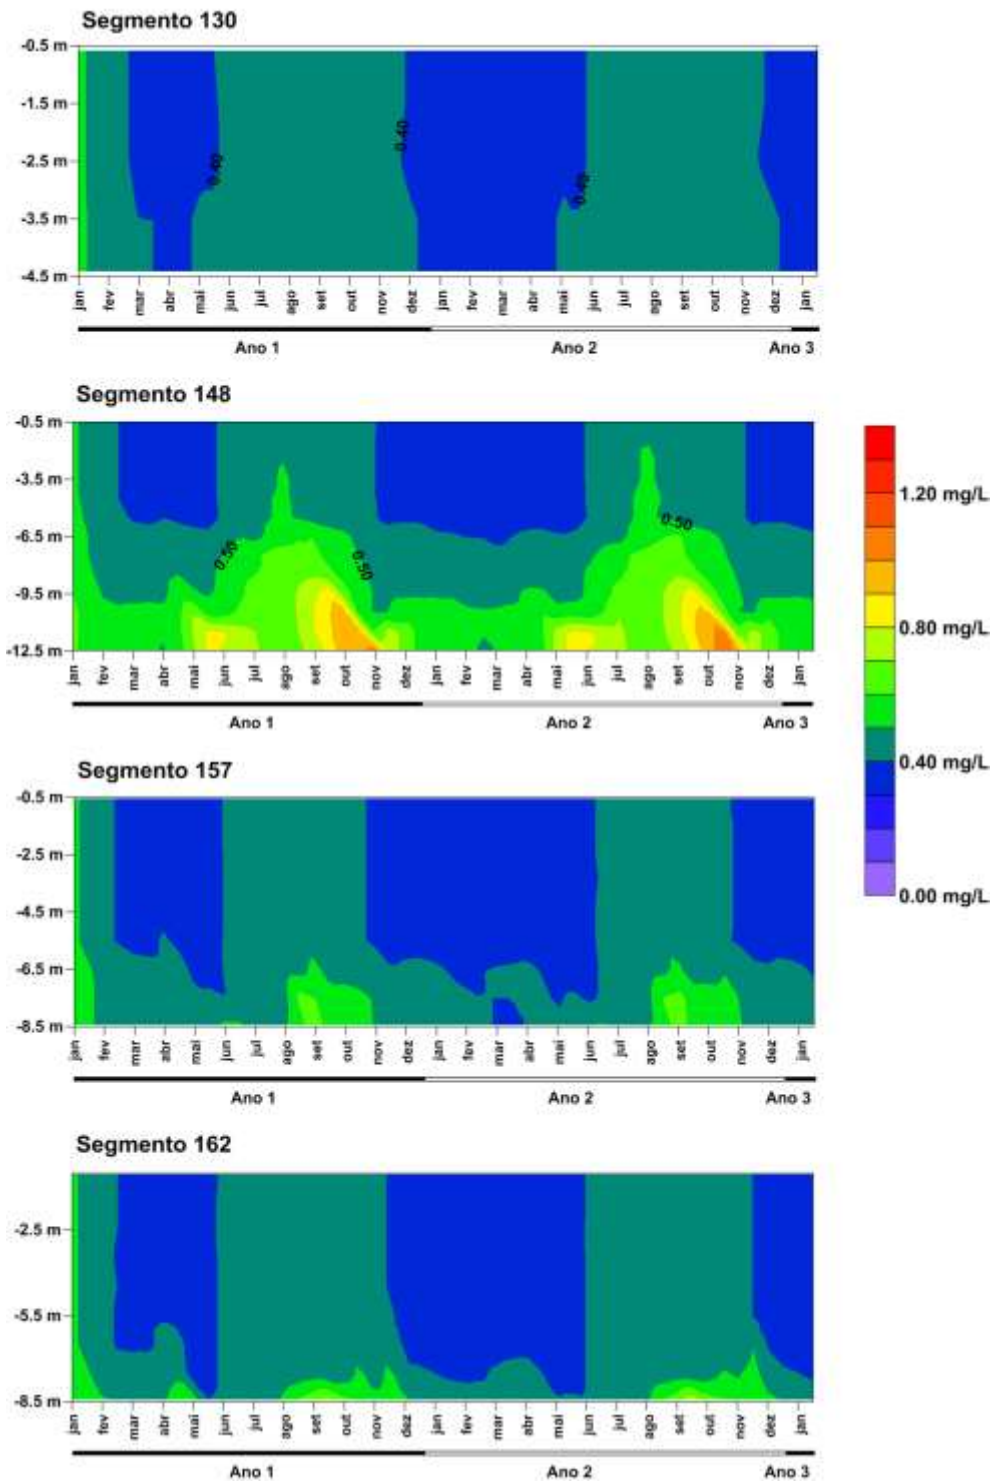 Segmento 130
-0.5 m
-1.5 m
-2.5 m
-3.5 m
-4.5 m
0.40
0.40
0.40
jan fev mar abr mai jun jul ago set out nov dez jan fev mar abr mai jun jul ago set out nov dez jan
Ano 1 Ano 2 Ano 3
Segmento 148
-0.5 m
-3.5 m
-6.5 m
-9.5 m
-12.5 m
0.50
0.50
0.50
jan fev mar abr mai jun jul ago set out nov dez jan fev mar abr mai jun jul ago set out nov dez jan
Ano 1 Ano 2 Ano 3
1.20 mg/L
0.80 mg/L
0.40 mg/L
0.00 mg/L
Segmento 157
-0.5 m
-2.5 m
-4.5 m
-6.5 m
-8.5 m
jan fev mar abr mai jun jul ago set out nov dez jan fev mar abr mai jun jul ago set out nov dez jan
Ano 1 Ano 2 Ano 3
Segmento 162
-2.5 m
-5.5 m
-8.5 m
jan fev mar abr mai jun jul ago set out nov dez jan fev mar abr mai jun jul ago set out nov dez jan
Ano 1 Ano 2 Ano 3